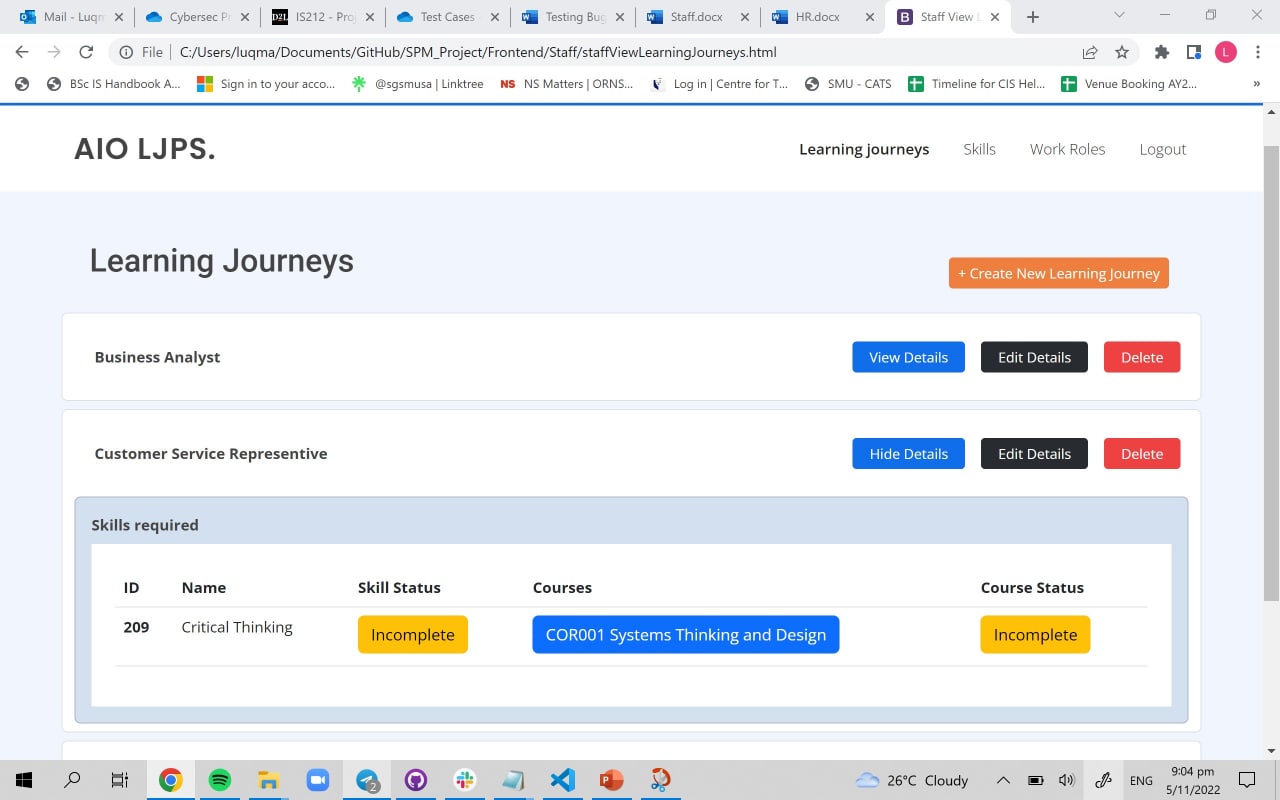 Mail - Luqm
Cybersec Pr
D2L
IS212 - Proj
Test Cases -
Testing Bug
Staff.docx
HR.docx
B
Staff View L
File
C:/Users/luqma/Documents/GitHub/SPM_Project/Frontend/Staff/staffViewLearningJourneys.html
L
BSc IS Handbook A...
Sign in to your acco...
@sgsmusa | Linktree
NS
NS Matters | ORNS...
Log in | Centre for T...
SMU - CATS
Timeline for CIS Hel...
Venue Booking AY2...
»
AIO LJPS.
Learning journeys
Skills
Work Roles
Logout
Learning Journeys
+ Create New Learning Journey
Business Analyst
View Details
Edit Details
Delete
Customer Service Representive
Hide Details
Edit Details
Delete
Skills required
ID Name Skill Status Courses Course Status
209 Critical Thinking Incomplete COR001 Systems Thinking and Design Incomplete
2
26°C Cloudy
ENG
9:04 pm
5/11/2022